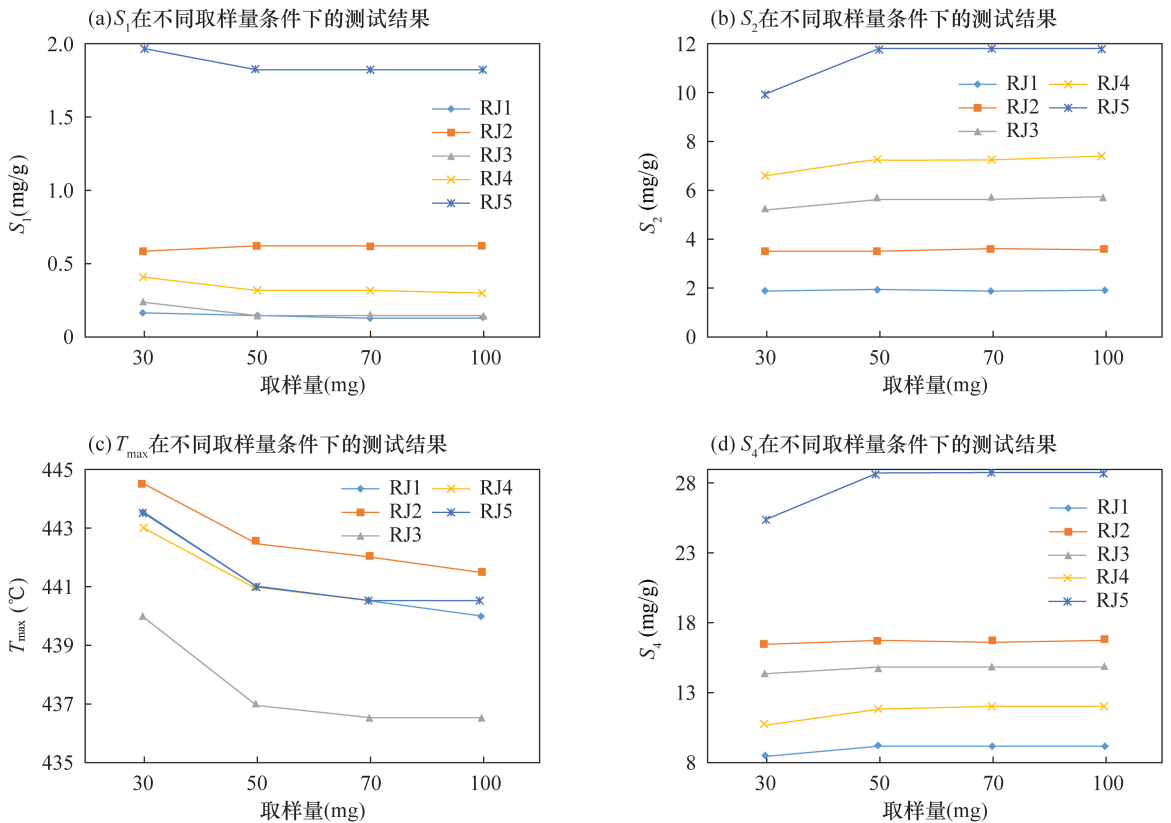 (a) S₁在不同取样量条件下的测试结果
2.0
1.5
1.0
0.5
0
S₁(mg/g)
RJ1
RJ2
RJ3
RJ4
RJ5
30 50 70 100
取样量(mg)
(b) S₂在不同取样量条件下的测试结果
12
10
8
6
4
2
0
S₂ (mg/g)
RJ1 RJ4
RJ2 RJ5
RJ3
30 50 70 100
取样量(mg)
(c) Tmax在不同取样量条件下的测试结果
445
443
441
439
437
435
Tmax (℃)
RJ1 RJ4
RJ2 RJ5
RJ3
30 50 70 100
取样量(mg)
(d) S₄在不同取样量条件下的测试结果
28
23
18
13
8
S₄ (mg/g)
RJ1
RJ2
RJ3
RJ4
RJ5
30 50 70 100
取样量(mg)